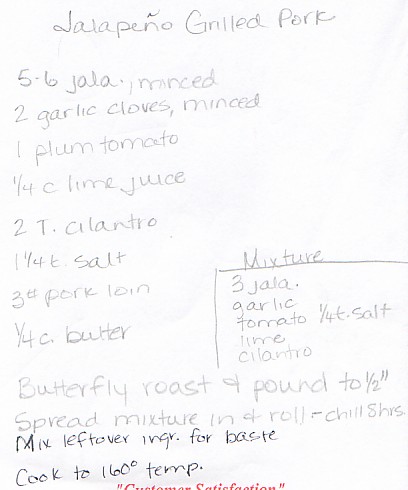 Jalapeño Grilled Pork
5-6 jala., minced
2 garlic cloves, minced
1 plum tomato
1/4 c lime juice
2 T. cilantro
1 1/4 t. salt
3# pork loin
1/4 c. butter
Mixture
3 jala.
garlic
tomato 1/4 t. salt
lime
cilantro
Butterfly roast & pound to 1/2"
Spread mixture in & roll - chill 8 hrs.
Mix leftover ingr. for baste
Cook to 160° temp.
"Customer Satisfaction"